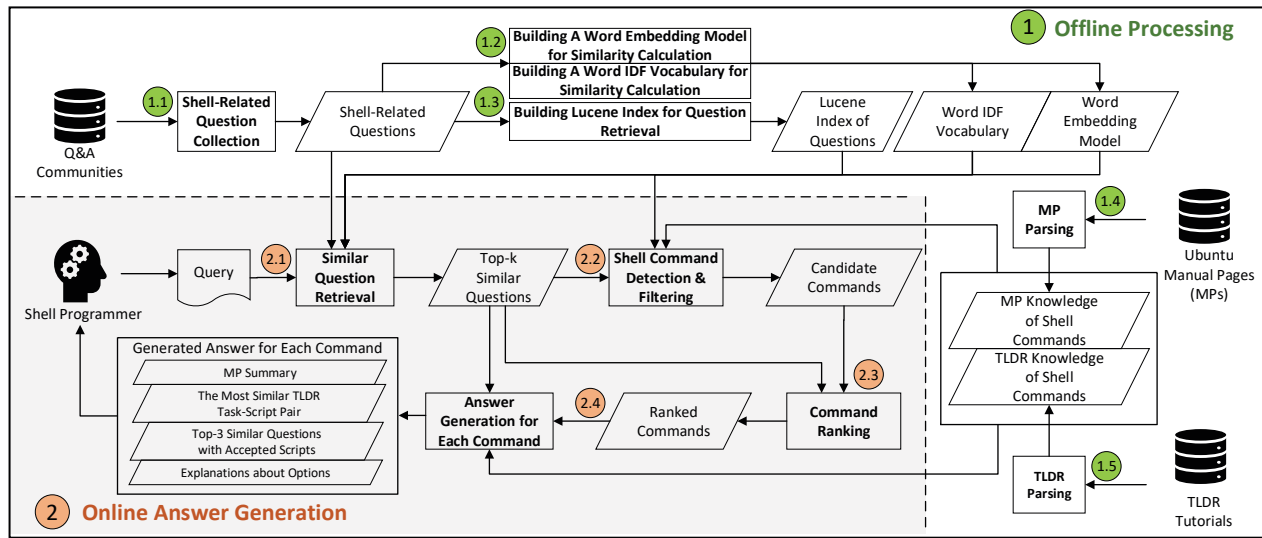 1 Offline Processing
1.2
Building A Word Embedding Model
for Similarity Calculation
Building A Word IDF Vocabulary for
Similarity Calculation
1.1
Shell-Related
Question
Collection
Shell-Related
Questions
1.3
Building Lucene Index for Question
Retrieval
Lucene
Index of
Questions
Word IDF
Vocabulary
Word
Embedding
Model
Q&A
Communities
MP
Parsing
1.4
Ubuntu
Manual Pages
(MPs)
Shell Programmer
Query
2.1
Similar
Question
Retrieval
Top-k
Similar
Questions
2.2
Shell Command
Detection &
Filtering
Candidate
Commands
MP Knowledge
of Shell
Commands
TLDR Knowledge
of Shell
Commands
Generated Answer for Each Command
MP Summary
The Most Similar TLDR
Task-Script Pair
Top-3 Similar Questions
with Accepted Scripts
Explanations about Options
Answer
Generation for
Each Command
2.4
Ranked
Commands
2.3
Command
Ranking
TLDR
Parsing
1.5
TLDR
Tutorials
2 Online Answer Generation